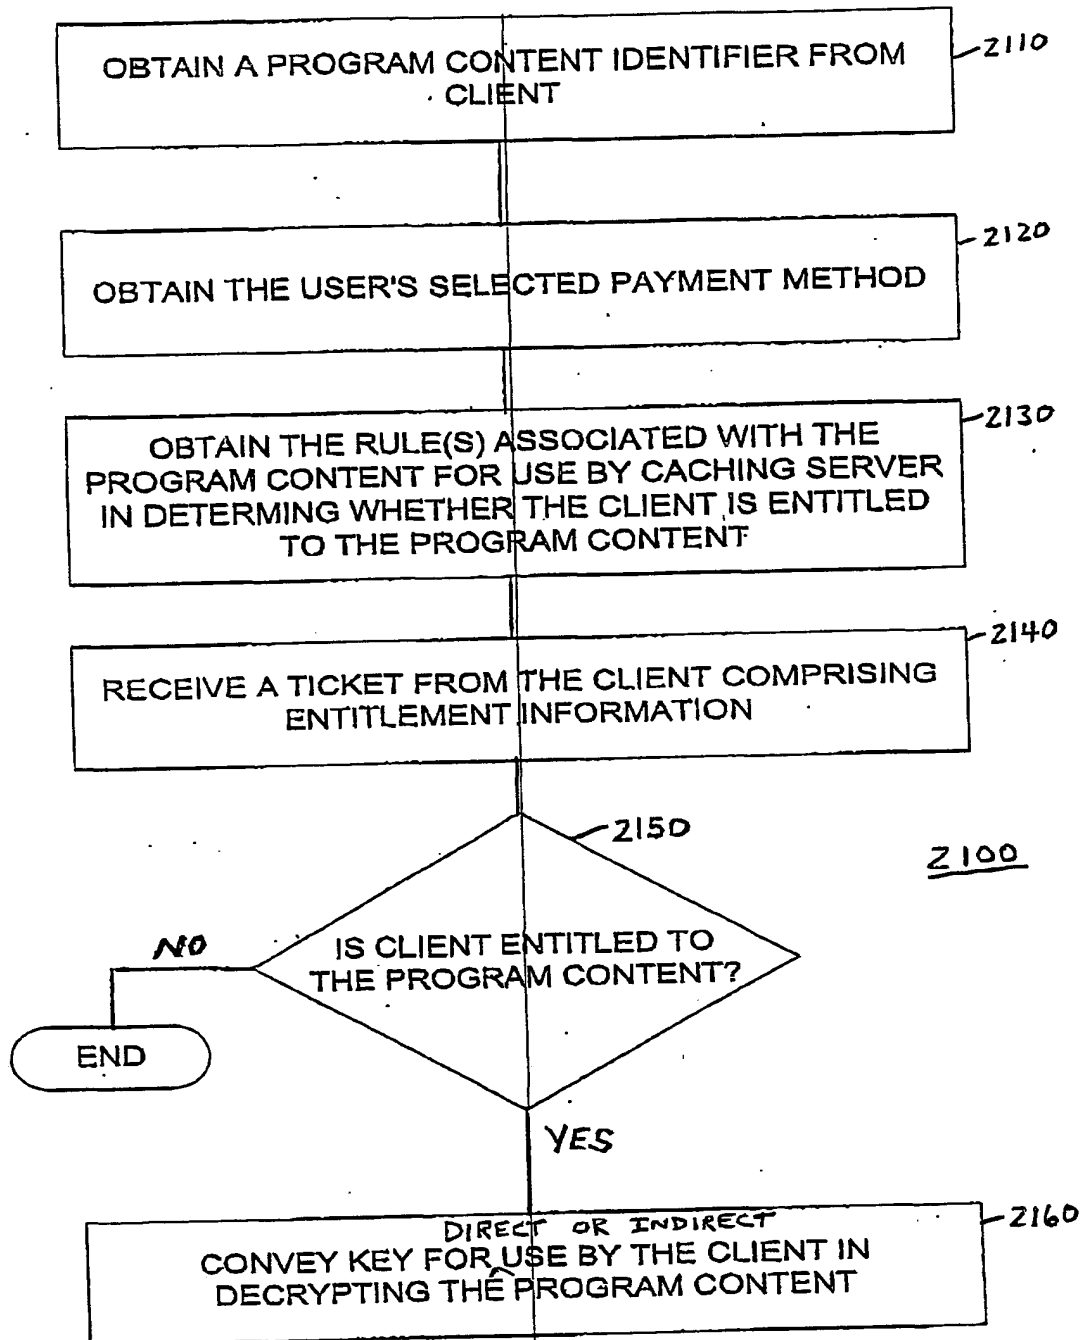 OBTAIN A PROGRAM CONTENT IDENTIFIER FROM
CLIENT
2110
OBTAIN THE USER'S SELECTED PAYMENT METHOD
2120
OBTAIN THE RULE(S) ASSOCIATED WITH THE
PROGRAM CONTENT FOR USE BY CACHING SERVER
IN DETERMING WHETHER THE CLIENT IS ENTITLED
TO THE PROGRAM CONTENT
2130
RECEIVE A TICKET FROM THE CLIENT COMPRISING
ENTITLEMENT INFORMATION
2140
2150
2100
IS CLIENT ENTITLED TO
THE PROGRAM CONTENT?
NO
END
YES
DIRECT OR INDIRECT
CONVEY KEY FOR USE BY THE CLIENT IN
DECRYPTING THE PROGRAM CONTENT
2160